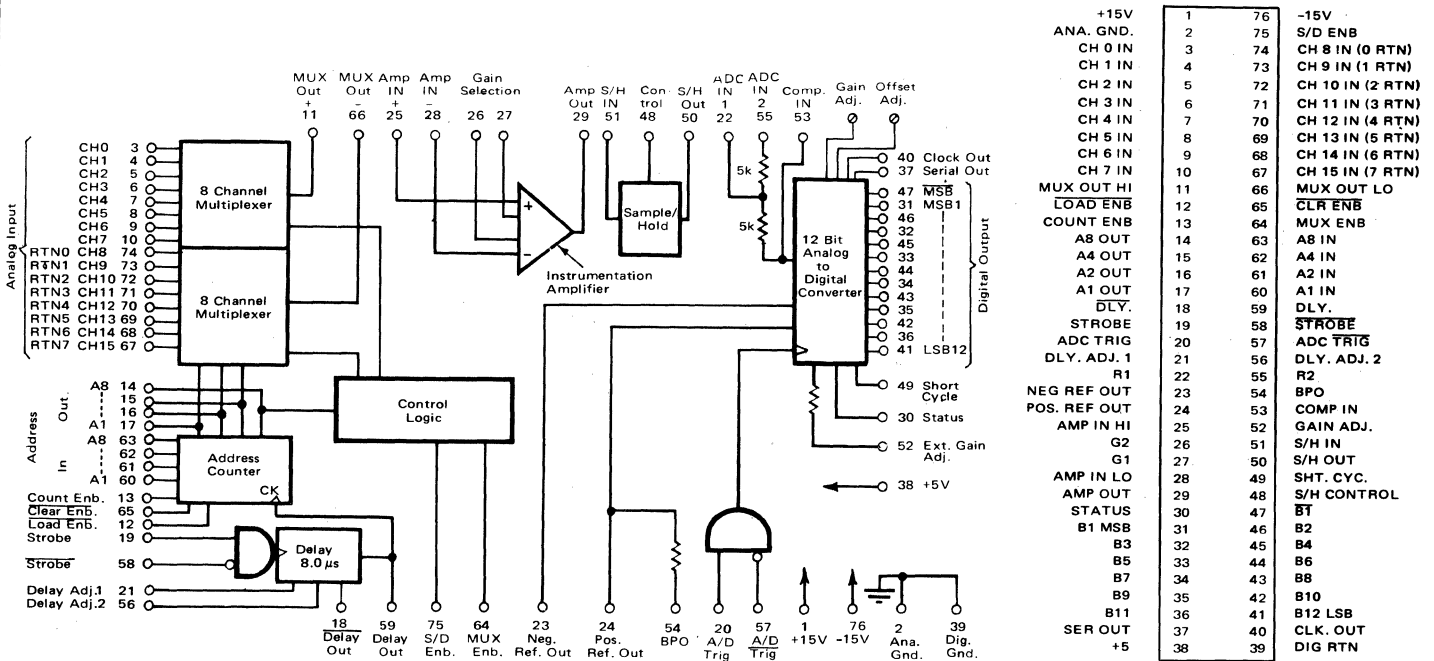 MUX Out + 11
MUX Out - 66
Amp IN + 25
Amp IN - 28
Gain Selection 26 27
Amp Out 29
S/H IN 51
Control 48
S/H Out 50
ADC IN 1 22
ADC IN 2 55
Comp. IN 53
Gain Adj.
Offset Adj.
Analog Input
CH0 3
CH1 4
CH2 5
CH3 6
CH4 7
CH5 8
CH6 9
CH7 10
RTN0 CH8 74
RTN1 CH9 73
RTN2 CH10 72
RTN3 CH11 71
RTN4 CH12 70
RTN5 CH13 69
RTN6 CH14 68
RTN7 CH15 67
8 Channel Multiplexer
8 Channel Multiplexer
+
-
Instrumentation Amplifier
Sample/Hold
5k
5k
12 Bit Analog to Digital Converter
40 Clock Out
37 Serial Out
47 MSB
31 MSB1
46
32
45
33
44
34
43
35
42
36
41 LSB12
Digital Output
49 Short Cycle
30 Status
52 Ext. Gain Adj.
38 +5V
Address
Out.
A8 14
15
16
A1 17
In
A8 63
62
61
A1 60
Address Counter
CK
Control Logic
Count Enb. 13
Clear Enb. 65
Load Enb. 12
Strobe 19
Strobe 58
Delay 8.0 μs
Delay Adj.1 21
Delay Adj.2 56
18 Delay Out
59 Delay Out
75 S/D Enb.
64 MUX Enb.
23 Neg. Ref. Out
24 Pos. Ref. Out
54 BPO
20 A/D Trig
57 A/D Trig
1 +15V
76 -15V
2 Ana. Gnd.
39 Dig. Gnd.
+15V 1 76 -15V
ANA. GND. 2 75 S/D ENB
CH 0 IN 3 74 CH 8 IN (0 RTN)
CH 1 IN 4 73 CH 9 IN (1 RTN)
CH 2 IN 5 72 CH 10 IN (2 RTN)
CH 3 IN 6 71 CH 11 IN (3 RTN)
CH 4 IN 7 70 CH 12 IN (4 RTN)
CH 5 IN 8 69 CH 13 IN (5 RTN)
CH 6 IN 9 68 CH 14 IN (6 RTN)
CH 7 IN 10 67 CH 15 IN (7 RTN)
MUX OUT HI 11 66 MUX OUT LO
LOAD ENB 12 65 CLR ENB
COUNT ENB 13 64 MUX ENB
A8 OUT 14 63 A8 IN
A4 OUT 15 62 A4 IN
A2 OUT 16 61 A2 IN
A1 OUT 17 60 A1 IN
DLY. 18 59 DLY.
STROBE 19 58 STROBE
ADC TRIG 20 57 ADC TRIG
DLY. ADJ. 1 21 56 DLY. ADJ. 2
R1 22 55 R2
NEG REF OUT 23 54 BPO
POS. REF OUT 24 53 COMP IN
AMP IN HI 25 52 GAIN ADJ.
G2 26 51 S/H IN
G1 27 50 S/H OUT
AMP IN LO 28 49 SHT. CYC.
AMP OUT 29 48 S/H CONTROL
STATUS 30 47 B1
B1 MSB 31 46 B2
B3 32 45 B4
B5 33 44 B6
B7 34 43 B8
B9 35 42 B10
B11 36 41 B12 LSB
SER OUT 37 40 CLK. OUT
+5 38 39 DIG RTN